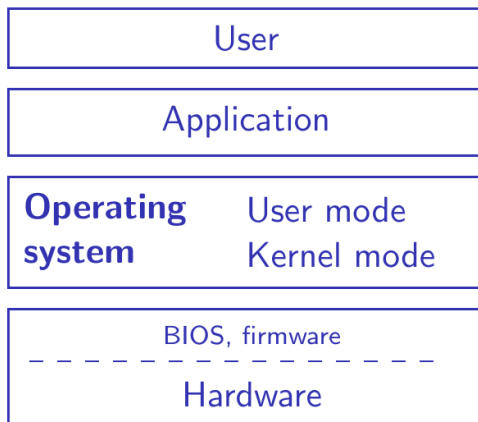 User
Application
Operating system
User mode
Kernel mode
BIOS, firmware
Hardware